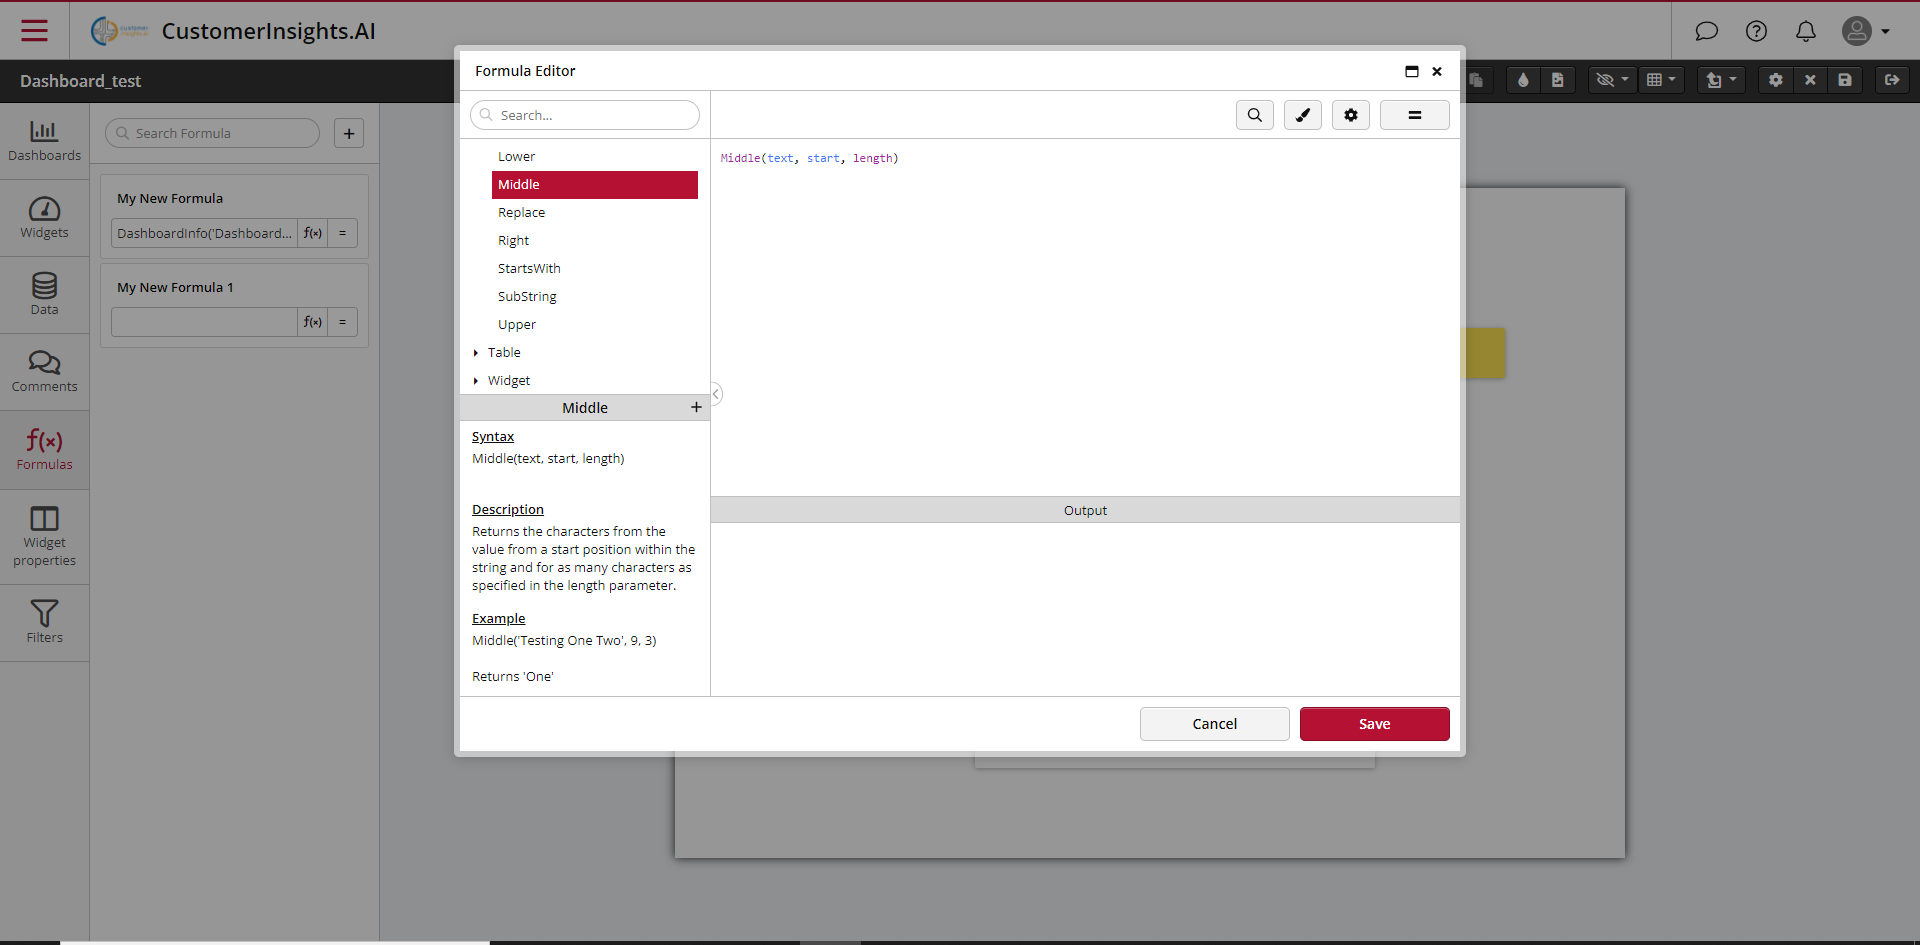 CustomerInsights.AI
Dashboard_test
Dashboards
Widgets
Data
Comments
f(x)
Formulas
Widget
properties
Filters
Search Formula
+
My New Formula
DashboardInfo('Dashboard...
f(x)
=
My New Formula 1
f(x)
=
Formula Editor
Search...
=
Lower
Middle
Replace
Right
StartsWith
SubString
Upper
Table
Widget
Middle
+
Syntax
Middle(text, start, length)
Description
Returns the characters from the
value from a start position within the
string and for as many characters as
specified in the length parameter.
Example
Middle('Testing One Two', 9, 3)
Returns 'One'
Middle(text, start, length)
Output
Cancel
Save